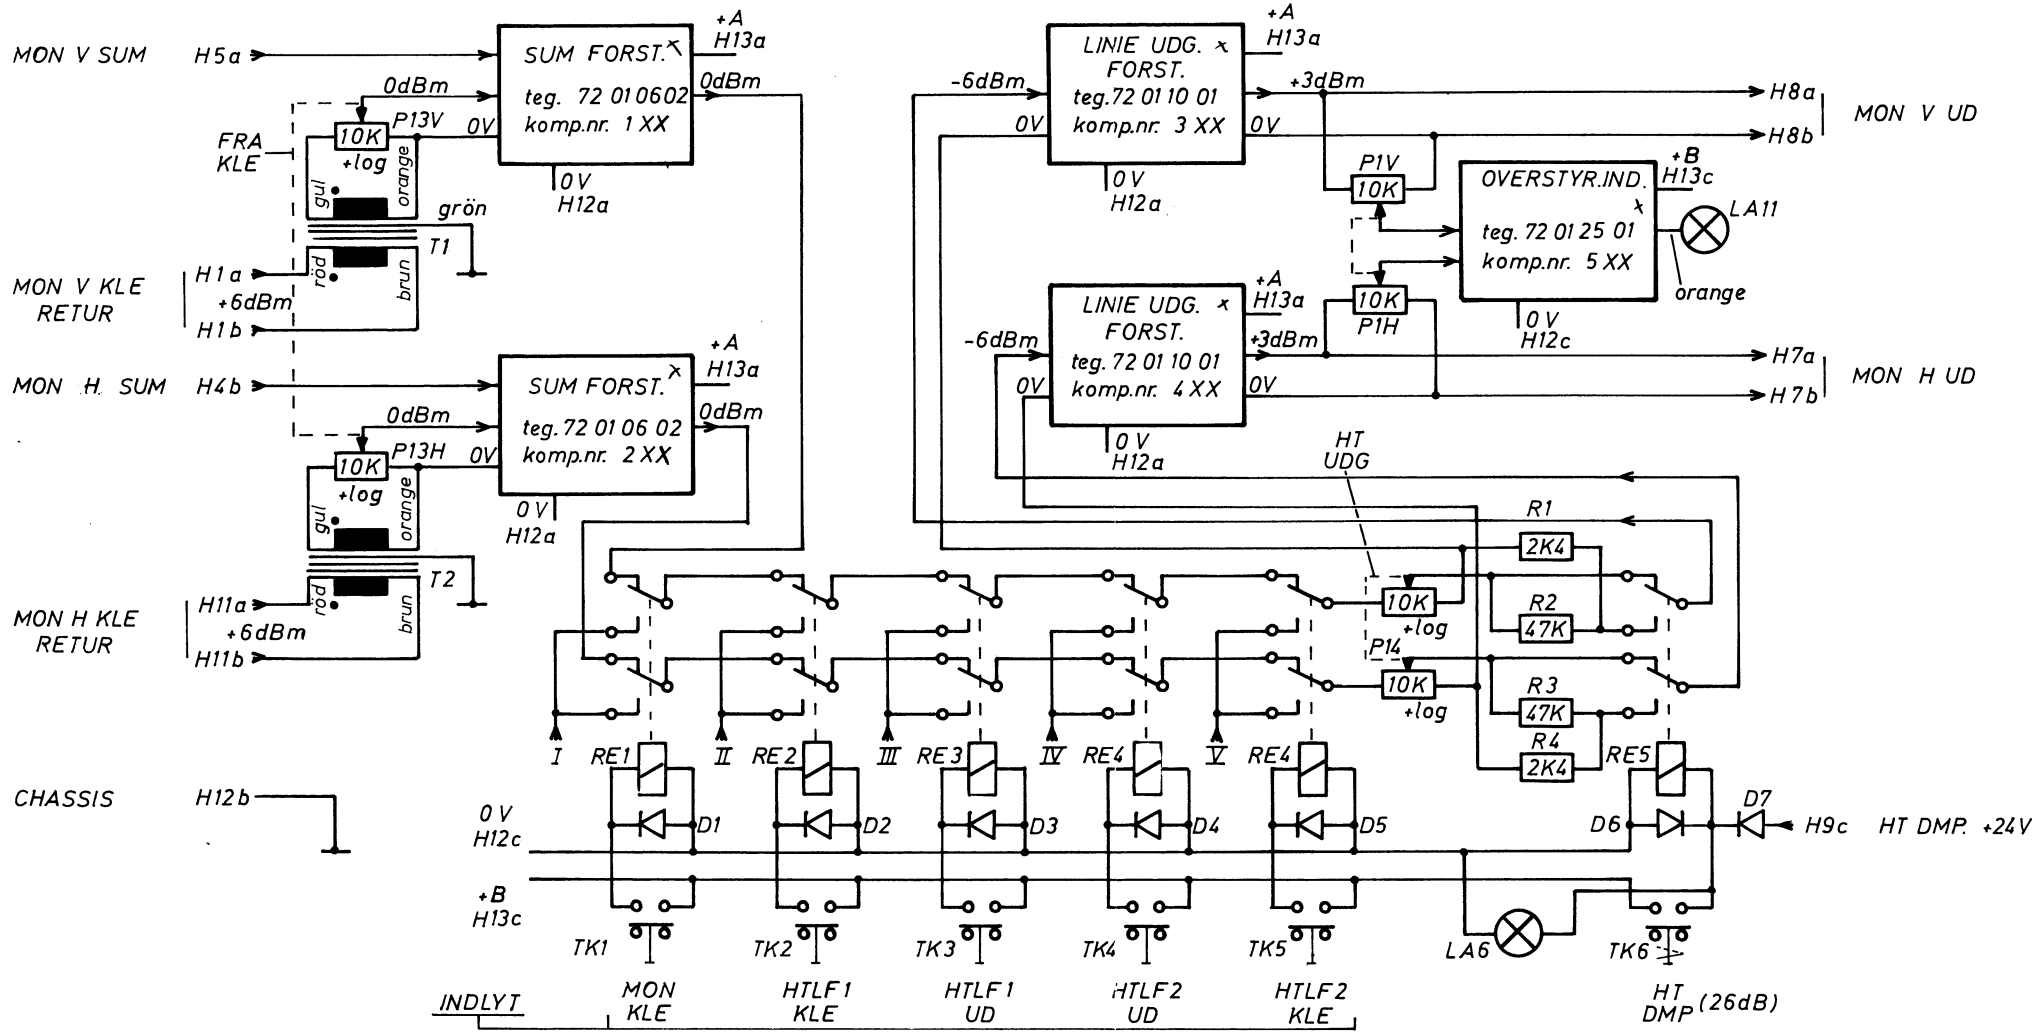 MON V SUM H5a
SUM FORST. x
teg. 72 01 06 02
komp.nr. 1 XX
+A
H13a
0dBm
0dBm
0V
0V
H12a
FRA
KLE
10K
P13V
+log
gul
orange
grön
T1
röd
brun
MON V KLE
RETUR
H1a
+6dBm
H1b
MON H SUM H4b
SUM FORST. x
teg. 72 01 06 02
komp.nr. 2 XX
+A
H13a
0dBm
0dBm
0V
0V
H12a
10K
P13H
+log
gul
orange
T2
röd
brun
MON H KLE
RETUR
H11a
+6dBm
H11b
CHASSIS H12b
LINIE UDG. x
FORST.
teg. 72 01 10 01
komp.nr. 3 XX
+A
H13a
-6dBm
+3dBm
0V
0V
0V
H12a
H8a
H8b
MON V UD
P1V
10K
OVERSTYR.IND.
x
teg. 72 01 25 01
komp.nr. 5 XX
+B
H13c
LA11
orange
0V
H12c
10K
P1H
LINIE UDG. x
FORST.
teg. 72 01 10 01
komp.nr. 4 XX
+A
H13a
-6dBm
+3dBm
0V
0V
0V
H12a
H7a
H7b
MON H UD
HT
UDG
R1
2K4
10K
+log
R2
47K
P14
10K
+log
R3
47K
R4
2K4
I RE1 II RE2 III RE3 IV RE4 V RE4 RE5
0V
H12c
D1 D2 D3 D4 D5 D6 D7
H9c HT DMP. +24V
+B
H13c
TK1 TK2 TK3 TK4 TK5 LA6 TK6
INDLYT
MON
KLE
HTLF1
KLE
HTLF1
UD
HTLF2
UD
HTLF2
KLE
HT
DMP (26dB)